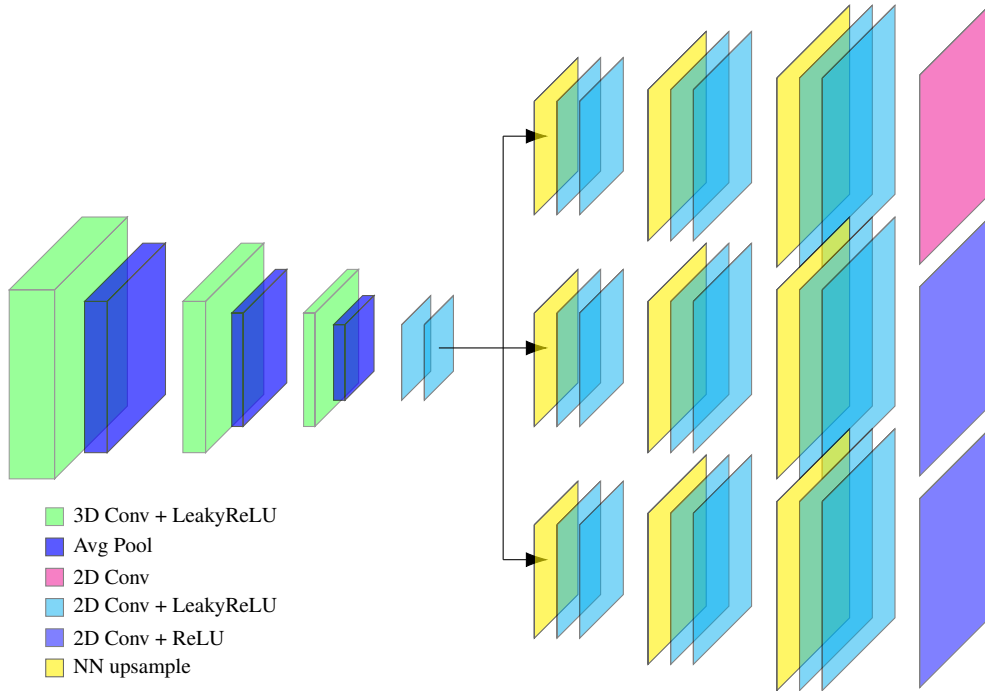 3D Conv + LeakyReLU
Avg Pool
2D Conv
2D Conv + LeakyReLU
2D Conv + ReLU
NN upsample